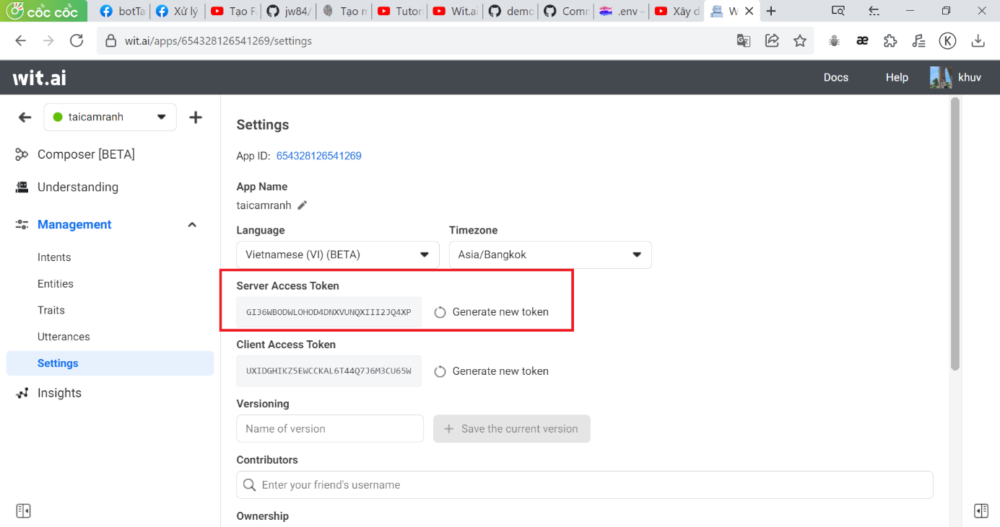 cốc cốc
botTa
Xử lý
Tạo
jw84/
Tạo
Tutor
Wit.ai
demo
Com
.env –
Xây d
W
wit.ai/apps/654328126541269/settings
æ
K
wit.ai
Docs
Help
khuv
taicamranh
Composer [BETA]
Understanding
Management
Intents
Entities
Traits
Utterances
Settings
Insights
Settings
App ID: 654328126541269
App Name
taicamranh
Language
Timezone
Vietnamese (VI) (BETA)
Asia/Bangkok
Server Access Token
GI36WBODWLOHOD4DNXVUNQXIII2JQ4XP
Generate new token
Client Access Token
UXIDGHIKZ5EWCCKAL6T44Q7J6M3CU65W
Generate new token
Versioning
Name of version
Save the current version
Contributors
Enter your friend's username
Ownership